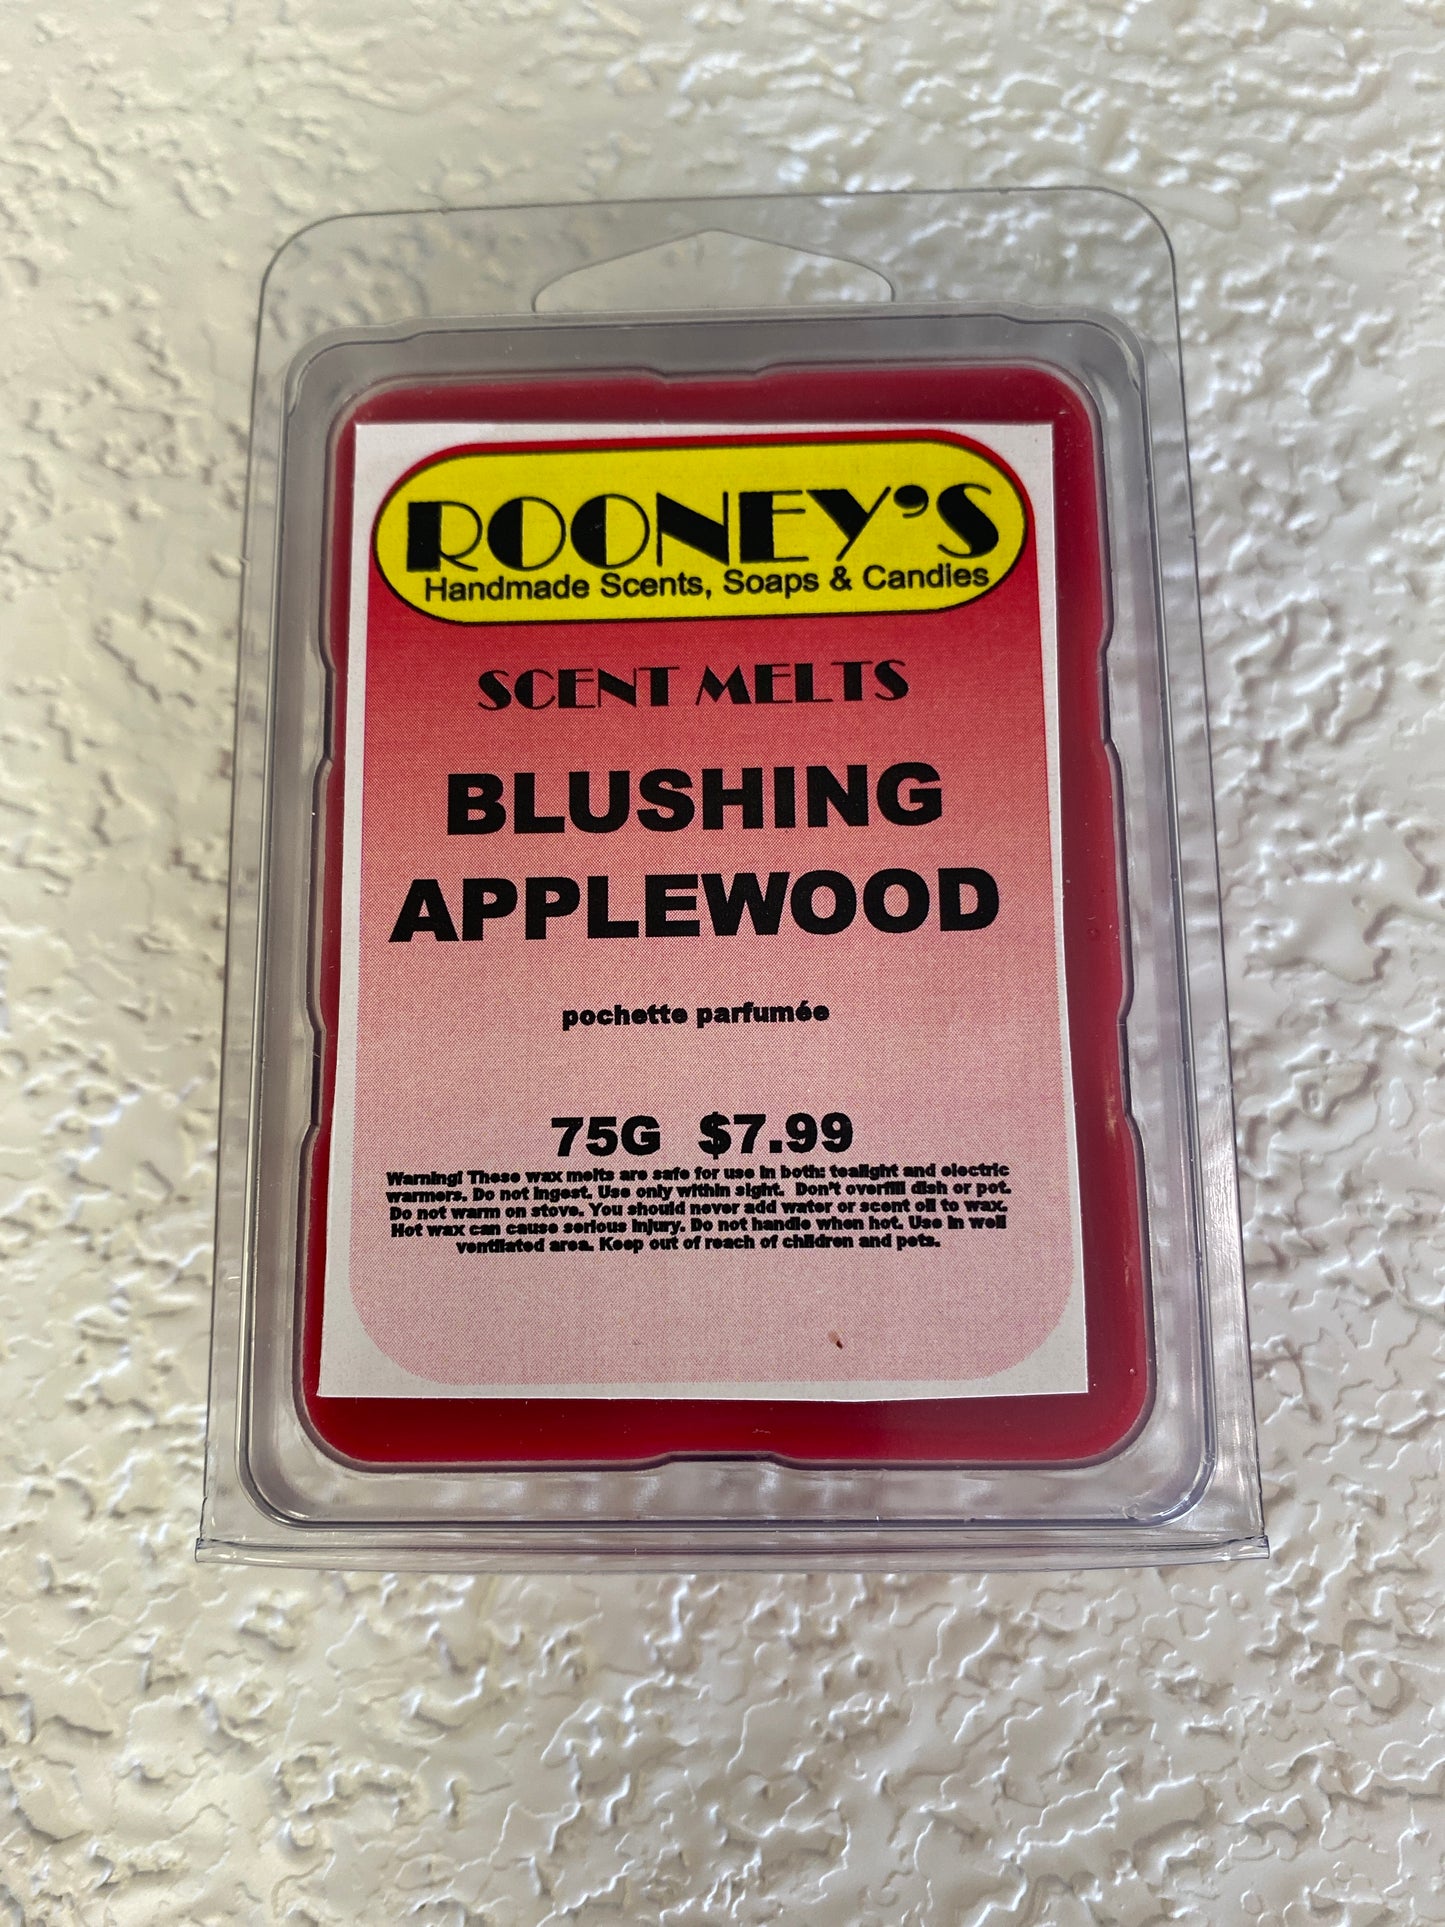 ROONEY'S
Handmade Scents, Soaps & Candies
SCENT MELTS
BLUSHING
APPLEWOOD
pochette parfumée
75G $7.99
Warning! These wax melts are safe for use in both: tealight and electric
warmers. Do not ingest. Use only within sight. Don't overfill dish or pot.
Do not warm on stove. You should never add water or scent oil to wax.
Hot wax can cause serious injury. Do not handle when hot. Use in well
ventilated area. Keep out of reach of children and pets.